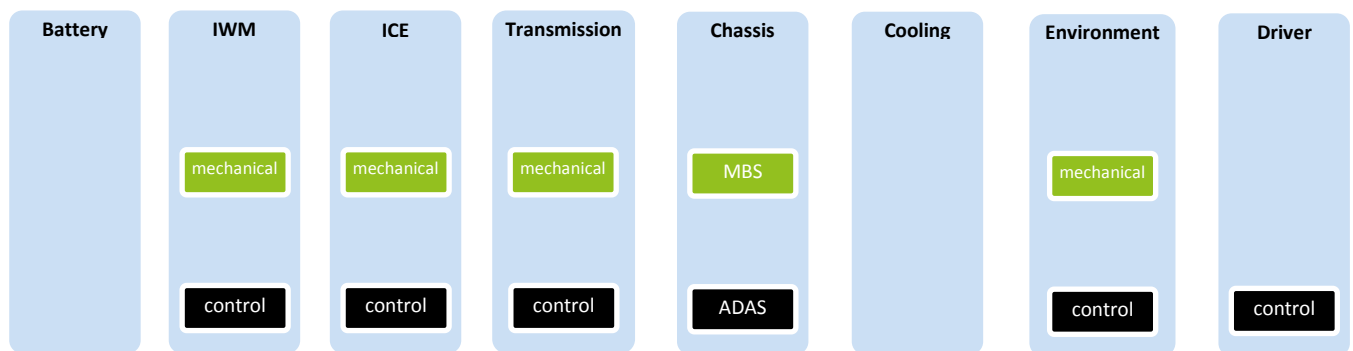 Battery IWM ICE Transmission Chassis Cooling Environment Driver
mechanical mechanical mechanical MBS mechanical
control control control ADAS control control